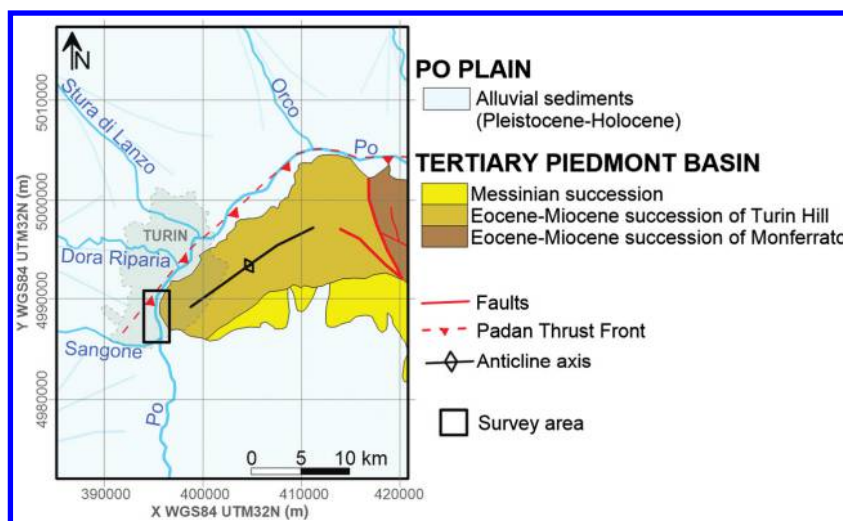 N
Stura di Lanzo
Orco
Po
TURIN
Dora Riparia
Sangone
Po
0 5 10 km
5010000
5000000
4990000
4980000
Y WGS84 UTM32N (m)
390000 400000 410000 420000
X WGS84 UTM32N (m)
PO PLAIN
Alluvial sediments
(Pleistocene-Holocene)
TERTIARY PIEDMONT BASIN
Messinian succession
Eocene-Miocene succession of Turin Hill
Eocene-Miocene succession of Monferrato
Faults
Padan Thrust Front
Anticline axis
Survey area